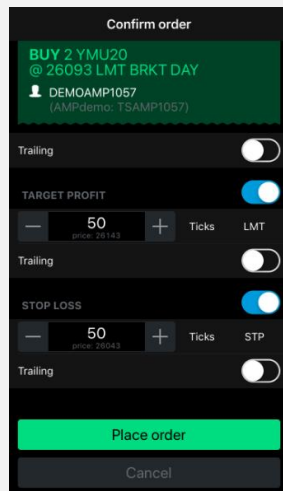 Confirm order
BUY 2 YMU20
@ 26093 LMT BRKT DAY
DEMOAMP1057
(AMPdemo: TSAMP1057)
Trailing
TARGET PROFIT
— 50 + Ticks LMT
price: 26143
Trailing
STOP LOSS
— 50 + Ticks STP
price: 26043
Trailing
Place order
Cancel